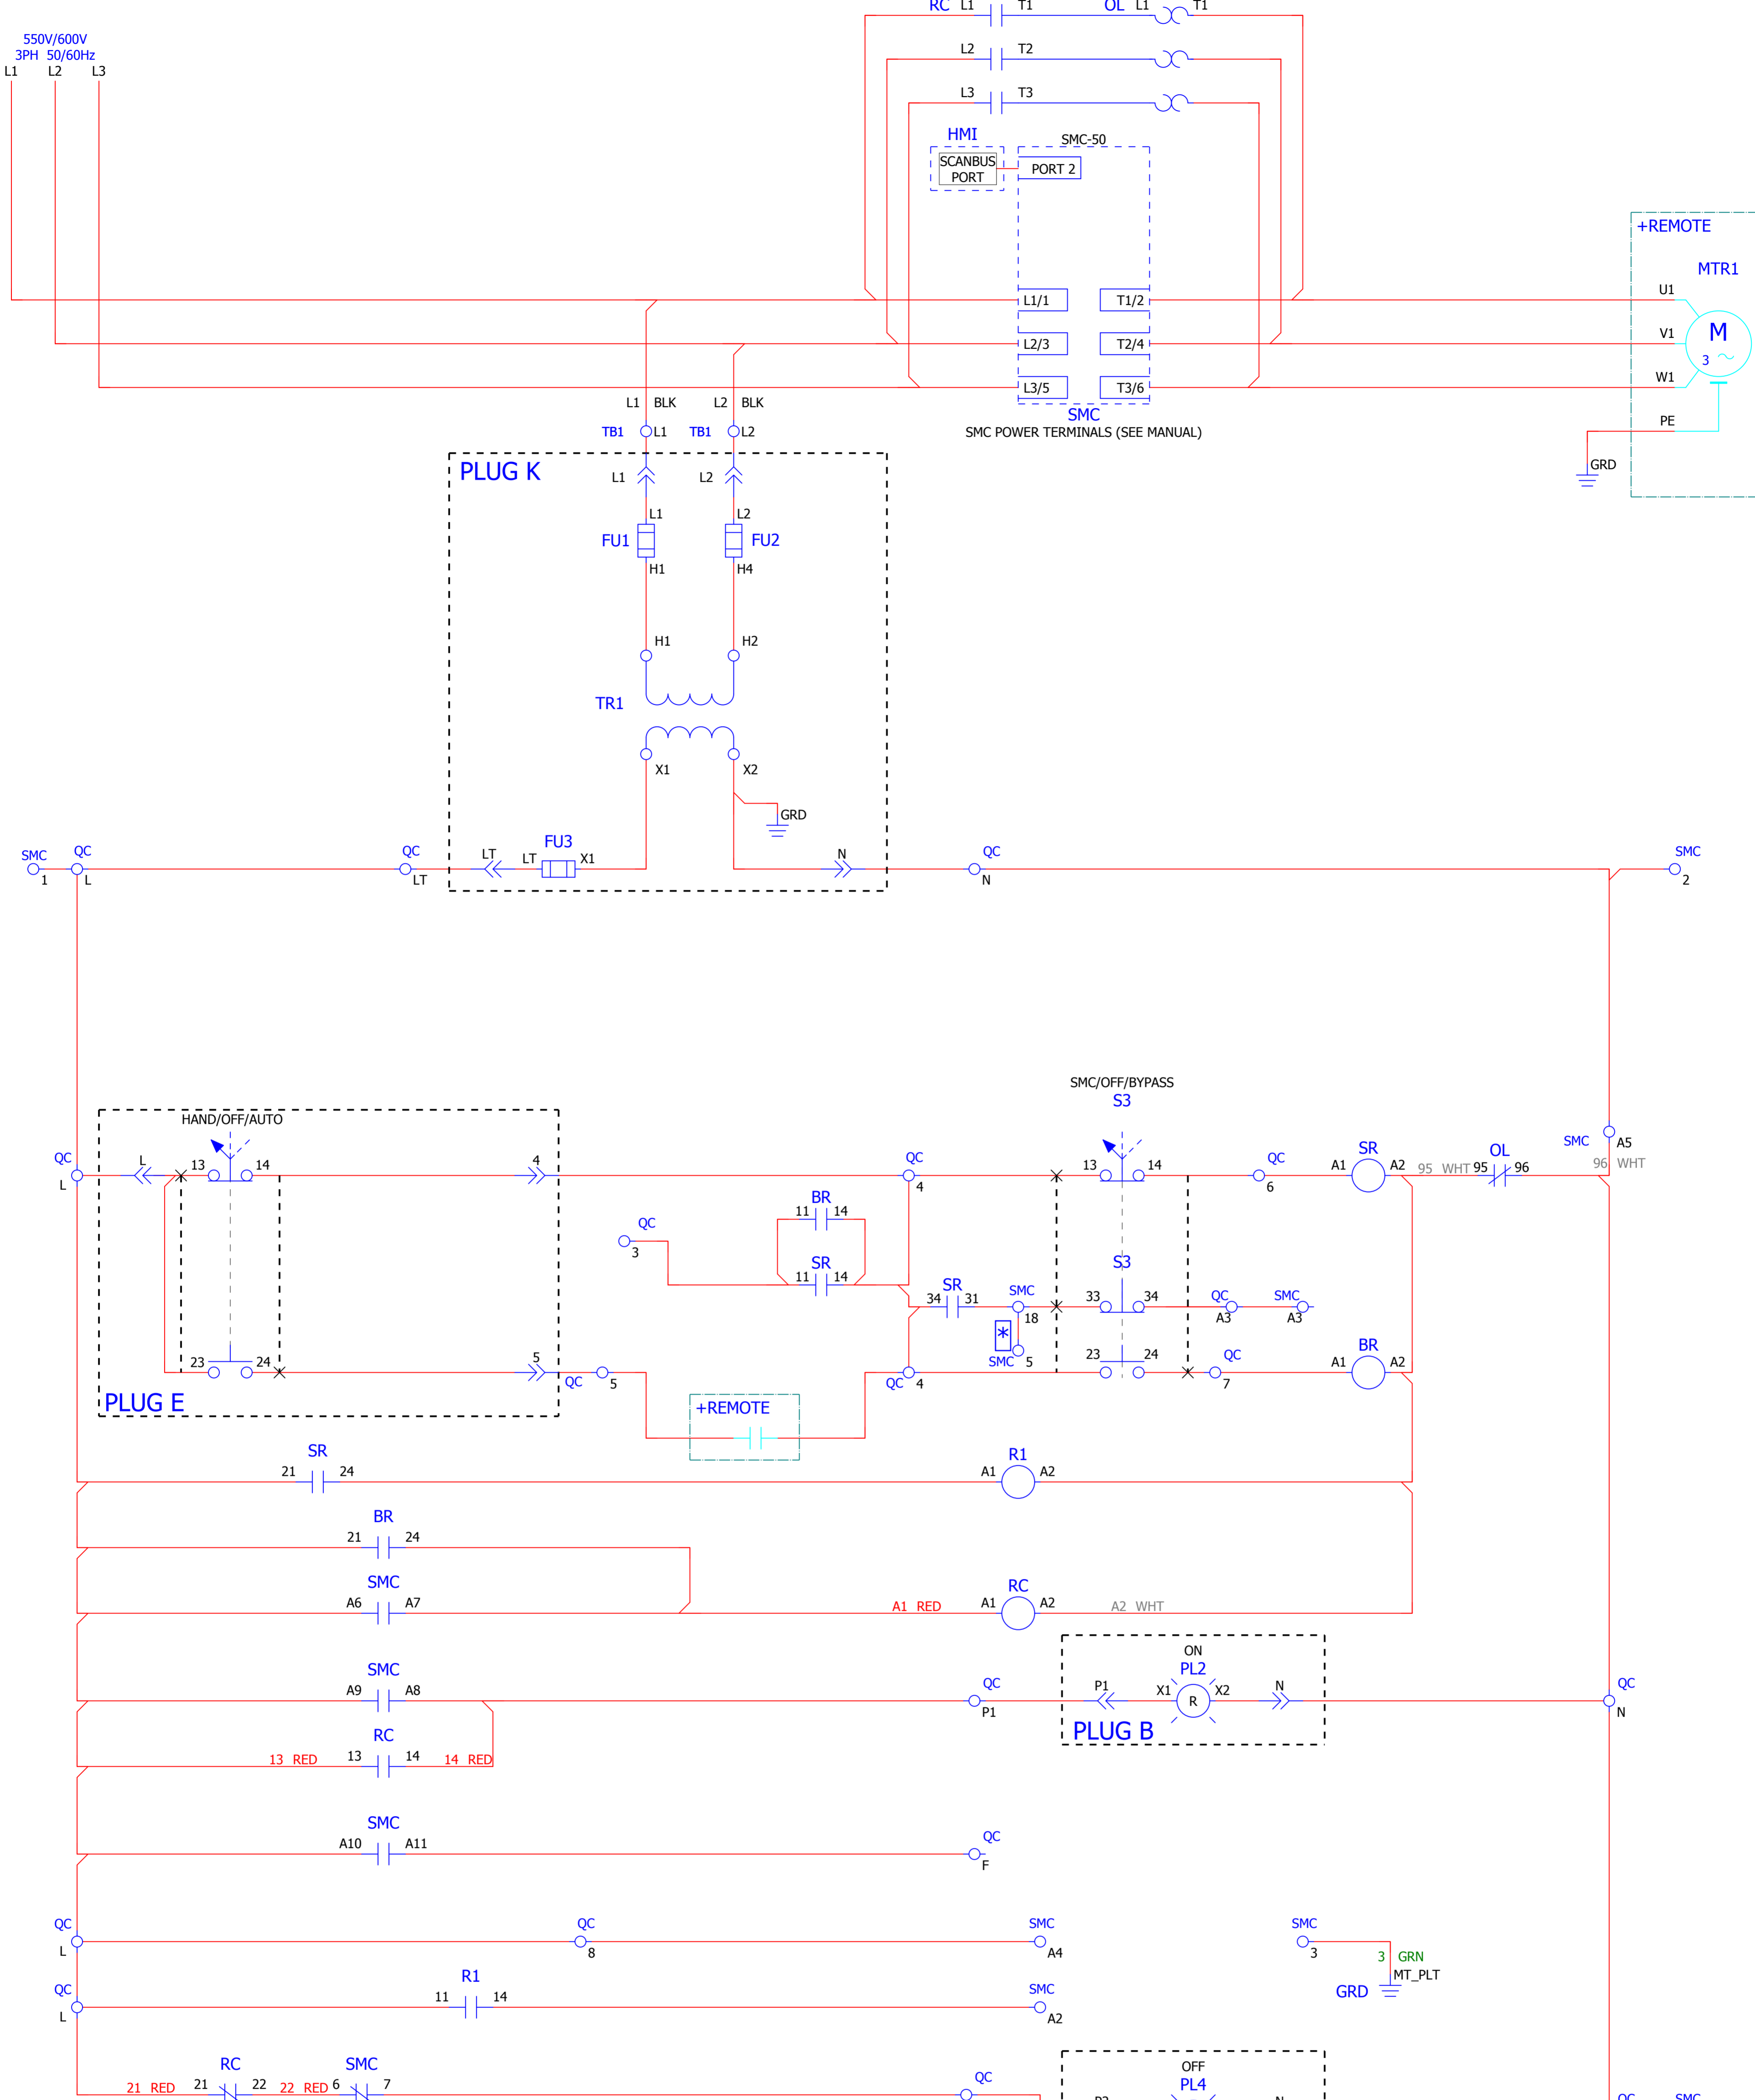 RC L1 T1 OL L1 T1
550V/600V
3PH 50/60Hz
L1 L2 L3
L2 T2
L3 T3
HMI
SMC-50
SCANBUS
PORT
PORT 2
+REMOTE
MTR1
L1/1 T1/2 U1
M
3
L2/3 T2/4 V1
L3/5 T3/6 W1
L1 BLK L2 BLK
SMC
SMC POWER TERMINALS (SEE MANUAL)
PE
TB1 L1 TB1 L2
GRD
PLUG K
L1 L2
L1 L2
FU1 FU2
H1 H4
H1 H2
TR1
X1 X2
GRD
SMC QC QC LT LT FU3 X1 N QC SMC
1 L LT N 2
SMC/OFF/BYPASS
S3
HAND/OFF/AUTO
QC L 13 14 4 QC 13 14 QC SR OL SMC A5
L 4 6 A1 A2 95 WHT 95 96 96 WHT
BR
11 14
QC
3
SR
11 14
S3
SR SMC QC SMC
34 31 18 33 34 A3 A3
*
SMC 5
BR
23 24 5 QC 5 QC 4 23 24 QC 7 A1 A2
PLUG E
+REMOTE
SR R1
21 24 A1 A2
BR
21 24
SMC RC
A6 A7 A1 RED A1 A2 A2 WHT
ON
SMC PL2
A9 A8 QC P1 X1 R X2 N QC
P1 N
PLUG B
RC
13 RED 13 14 14 RED
SMC
A10 A11 QC
F
QC QC SMC SMC
L 8 A4 3
3 GRN
MT_PLT
GRD
QC R1 SMC
L 11 14 A2
OFF
RC SMC QC PL4
21 RED 21 22 22 RED 6 7